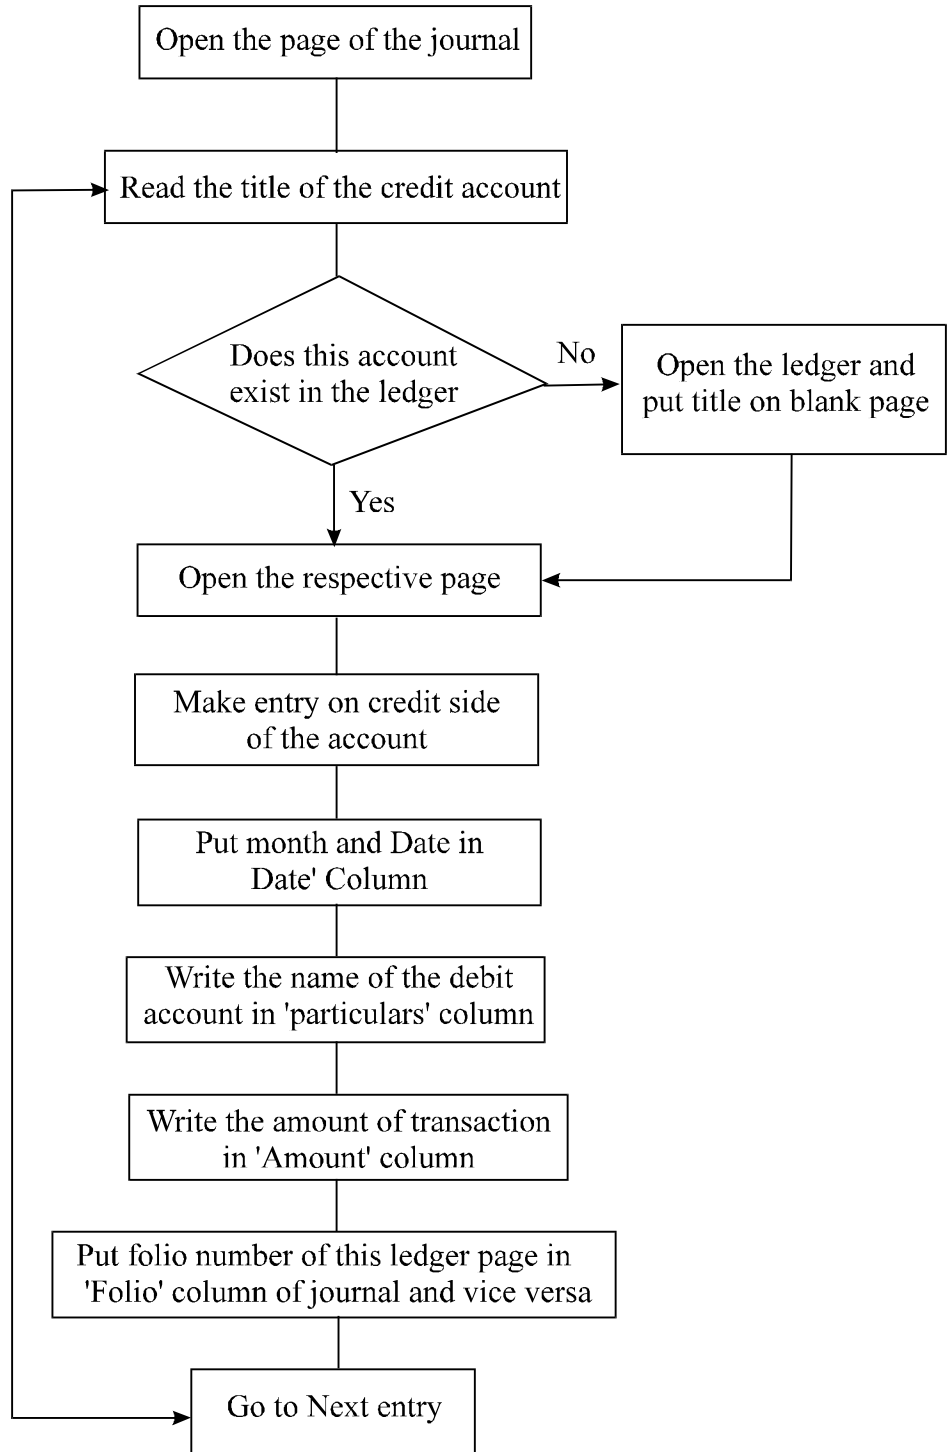 Open the page of the journal
Read the title of the credit account
Does this account
exist in the ledger
No
Open the ledger and
put title on blank page
Yes
Open the respective page
Make entry on credit side
of the account
Put month and Date in
Date' Column
Write the name of the debit
account in 'particulars' column
Write the amount of transaction
in 'Amount' column
Put folio number of this ledger page in
'Folio' column of journal and vice versa
Go to Next entry